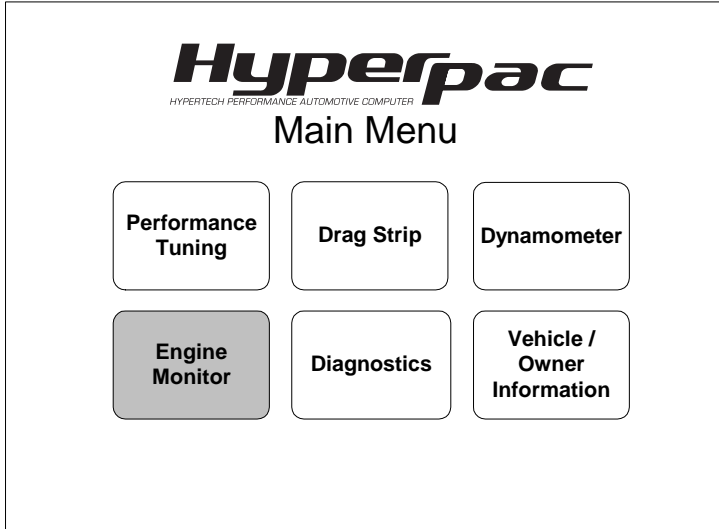 Hyperpac
HYPERTECH PERFORMANCE AUTOMOTIVE COMPUTER
Main Menu
Performance
Tuning
Drag Strip
Dynamometer
Engine
Monitor
Diagnostics
Vehicle /
Owner
Information